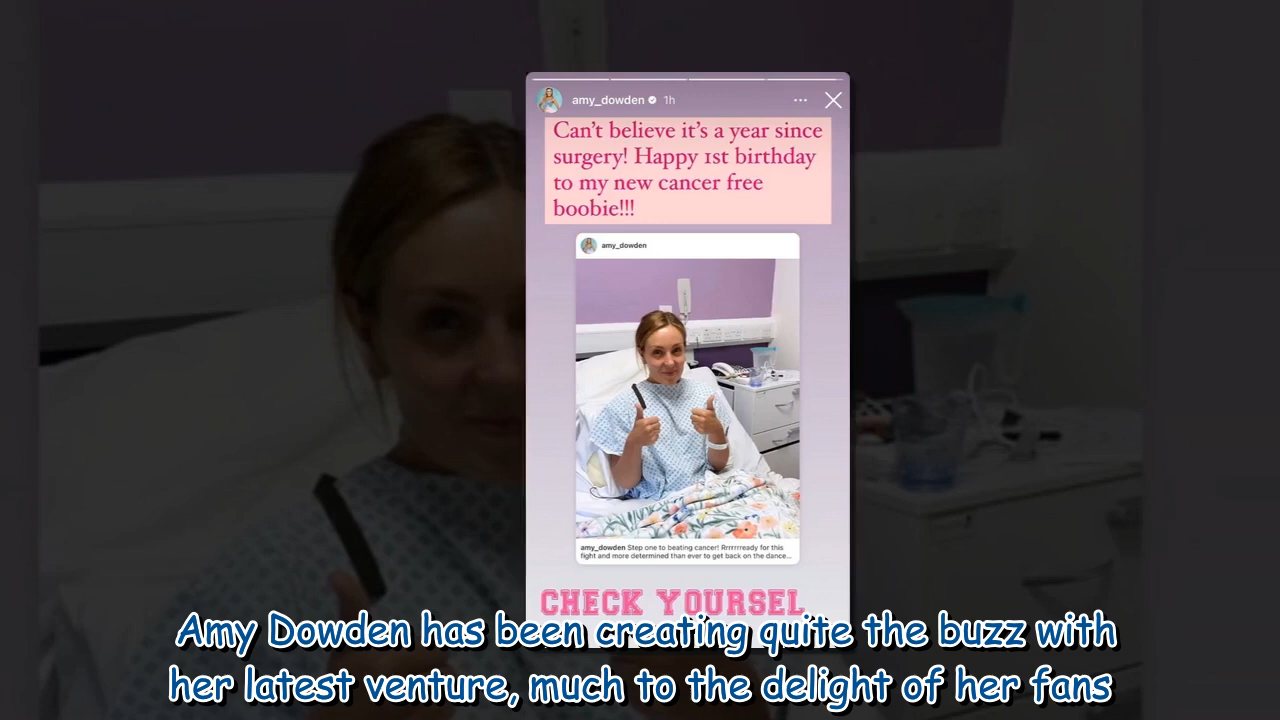 amy_dowden 1h
Can't believe it's a year since
surgery! Happy 1st birthday
to my new cancer free
boobie!!!
amy_dowden
amy_dowden Step one to beating cancer! Rrrrrrready for this
fight and more determined than ever to get back on the dance...
CHECK YOURSEL
Amy Dowden has been creating quite the buzz with
her latest venture, much to the delight of her fans